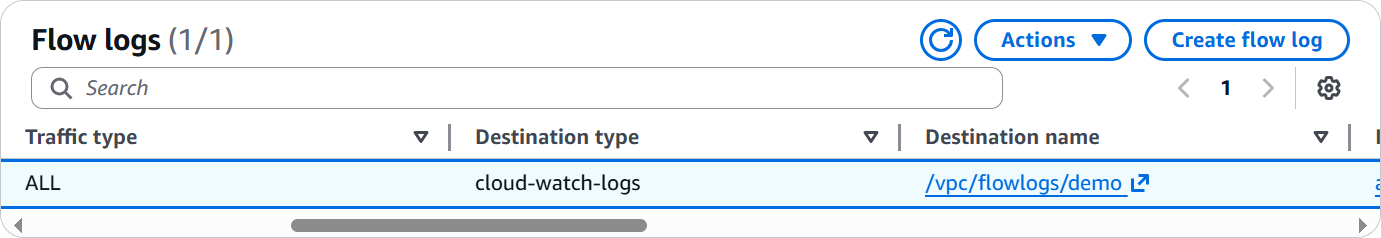 Flow logs (1/1)
Actions
Create flow log
Search
1
Traffic type
Destination type
Destination name
ALL
cloud-watch-logs
/vpc/flowlogs/demo